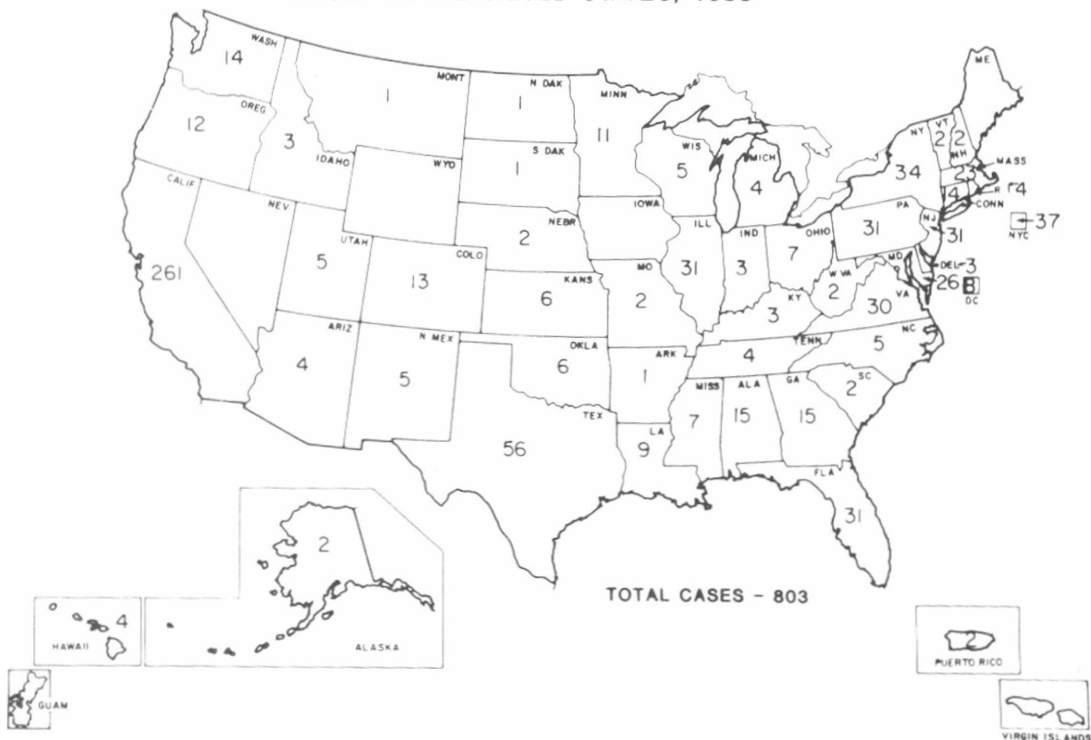 WASH
14
MONT
1
N DAK
1
MINN
11
ME
OREG
12
IDAHO
3
WYO
S DAK
1
WIS
5
MICH
4
NY
34
VT
2
NH
2
MASS
23
R I
4
CONN
4
NYC
37
CALIF
261
NEV
UTAH
5
COLO
13
NEBR
2
IOWA
ILL
31
IND
3
OHIO
7
PA
31
NJ
31
DEL
3
MD
26
DC
W VA
2
VA
30
KANS
6
MO
2
KY
3
ARIZ
4
N MEX
5
OKLA
6
ARK
1
TENN
4
NC
5
SC
2
TEX
56
LA
9
MISS
7
ALA
15
GA
15
FLA
31
TOTAL CASES - 803
2
ALASKA
4
HAWAII
GUAM
2
PUERTO RICO
VIRGIN ISLANDS